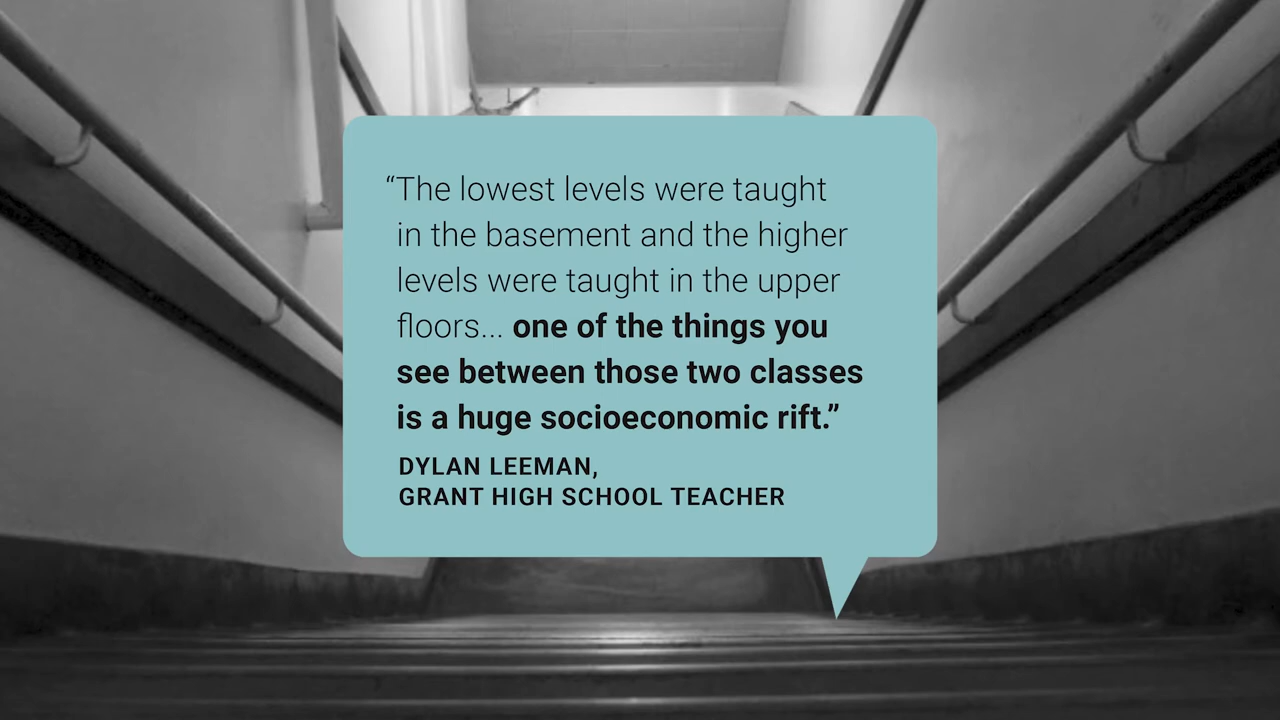 “The lowest levels were taught
in the basement and the higher
levels were taught in the upper
floors... one of the things you
see between those two classes
is a huge socioeconomic rift.”
DYLAN LEEMAN,
GRANT HIGH SCHOOL TEACHER